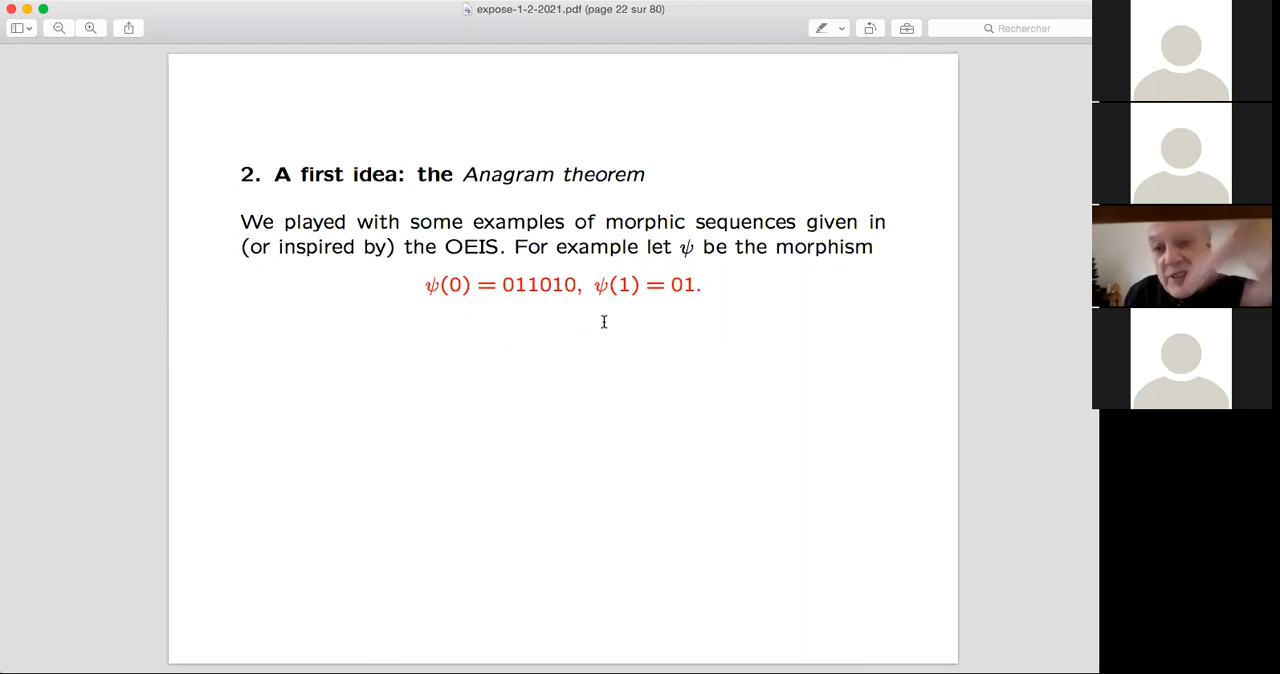 expose-1-2-2021.pdf (page 22 sur 80)
Rechercher
2. A first idea: the Anagram theorem
We played with some examples of morphic sequences given in
(or inspired by) the OEIS. For example let ψ be the morphism
ψ(0) = 011010, ψ(1) = 01.